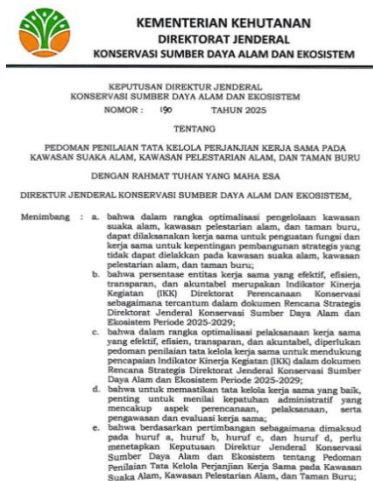 KEMENTERIAN KEHUTANAN
DIREKTORAT JENDERAL
KONSERVASI SUMBER DAYA ALAM DAN EKOSISTEM
KEPUTUSAN DIREKTUR JENDERAL
KONSERVASI SUMBER DAYA ALAM DAN EKOSISTEM
NOMOR : 190 TAHUN 2025
TENTANG
PEDOMAN PENILAIAN TATA KELOLA PERJANJIAN KERJA SAMA PADA
KAWASAN SUAKA ALAM, KAWASAN PELESTARIAN ALAM, DAN TAMAN BURU
DENGAN RAHMAT TUHAN YANG MAHA ESA
DIREKTUR JENDERAL KONSERVASI SUMBER DAYA ALAM DAN EKOSISTEM,
Menimbang : a. bahwa dalam rangka optimalisasi pengelolaan kawasan
suaka alam, kawasan pelestarian alam, dan taman buru,
dapat dilaksanakan kerja sama untuk penguatan fungsi dan
kerja sama untuk kepentingan pembangunan strategis yang
tidak dapat dielakkan pada kawasan suaka alam, kawasan
pelestarian alam, dan taman buru;
b. bahwa persentase entitas kerja sama yang efektif, efisien,
transparan, dan akuntabel merupakan Indikator Kinerja
Kegiatan (IKK) Direktorat Perencanaan Konservasi
sebagaimana tercantum dalam dokumen Rencana Strategis
Direktorat Jenderal Konservasi Sumber Daya Alam dan
Ekosistem Periode 2025-2029;
c. bahwa dalam rangka optimalisasi pelaksanaan kerja sama
yang efektif, efisien, transparan, dan akuntabel, diperlukan
pedoman penilaian tata kelola kerja sama untuk mendukung
pencapaian Indikator Kinerja Kegiatan (IKK) dalam dokumen
Rencana Strategis Direktorat Jenderal Konservasi Sumber
Daya Alam dan Ekosistem Periode 2025-2029;
d. bahwa untuk memastikan tata kelola kerja sama yang baik,
penting untuk menilai kepatuhan administratif yang
mencakup aspek perencanaan, pelaksanaan, serta
pengawasan dan evaluasi kerja sama;
e. bahwa berdasarkan pertimbangan sebagaimana dimaksud
pada huruf a, huruf b, huruf c, dan huruf d, perlu
menetapkan Keputusan Direktur Jenderal Konservasi
Sumber Daya Alam dan Ekosistem tentang Pedoman
Penilaian Tata Kelola Perjanjian Kerja Sama pada Kawasan
Suaka Alam, Kawasan Pelestarian Alam, dan Taman Buru;